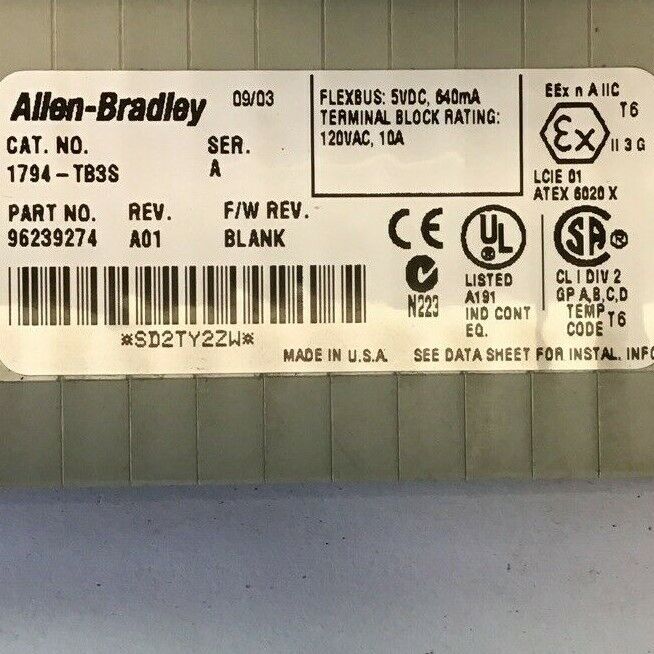 Allen-Bradley 09/03
CAT. NO. SER.
1794-TB3S A
PART NO. REV. F/W REV.
96239274 A01 BLANK
*SD2TY2ZW*
FLEXBUS: 5VDC, 640mA
TERMINAL BLOCK RATING:
120VAC, 10A
EEx n A IIC
T6
Ex
II 3 G
LCIE 01
ATEX 6020 X
CE
N223
UL
LISTED
A191
IND CONT
EQ.
SA ®
CL I DIV 2
GP A,B,C,D
TEMP
CODE T6
MADE IN U.S.A. SEE DATA SHEET FOR INSTAL. INFO